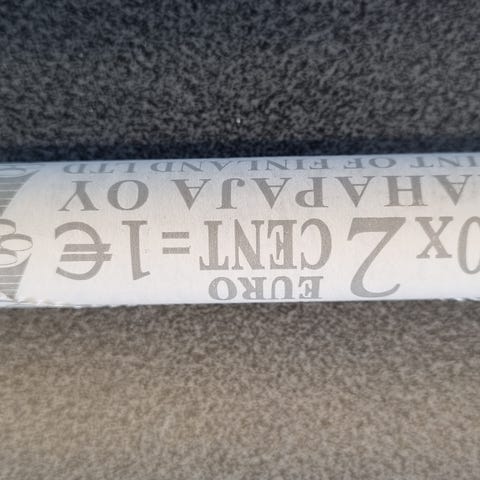 EURO
0X 2 CENT = 1 €
AHAPAJA OY
INT OF FINLAND LTD